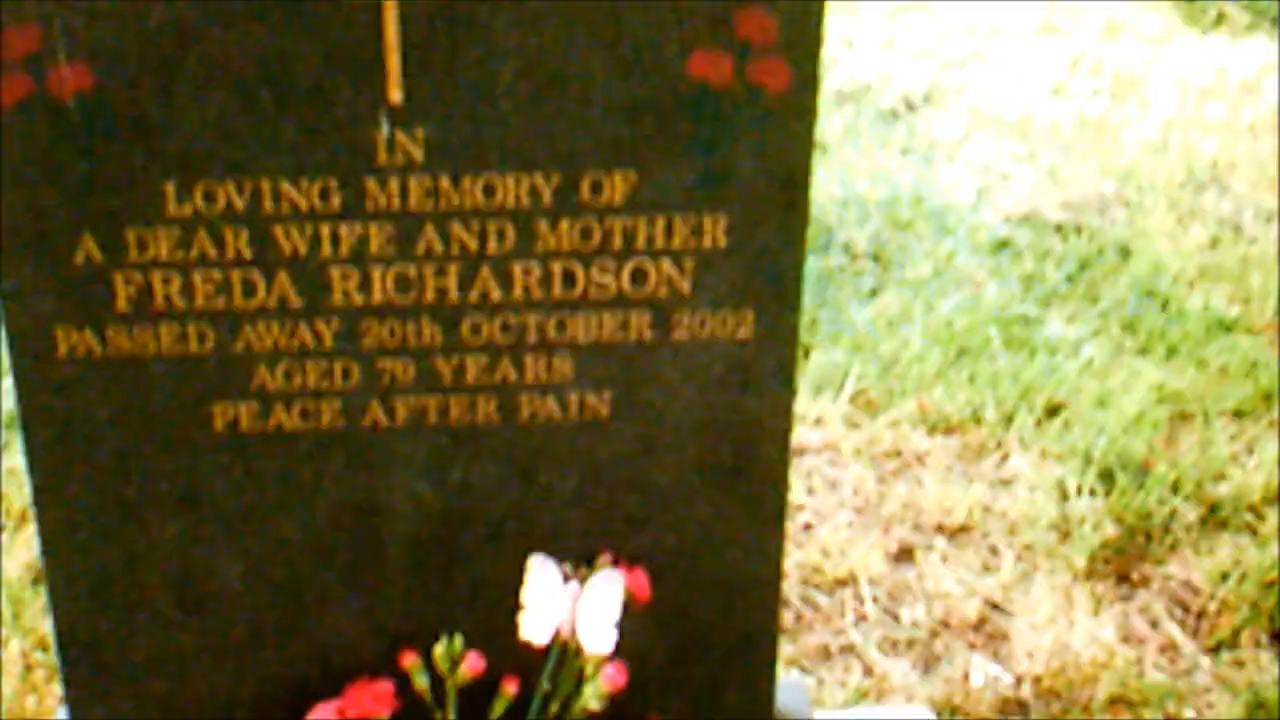 IN
LOVING MEMORY OF
A DEAR WIFE AND MOTHER
FREDA RICHARDSON
PASSED AWAY 20th OCTOBER 2002
AGED 79 YEARS
PEACE AFTER PAIN